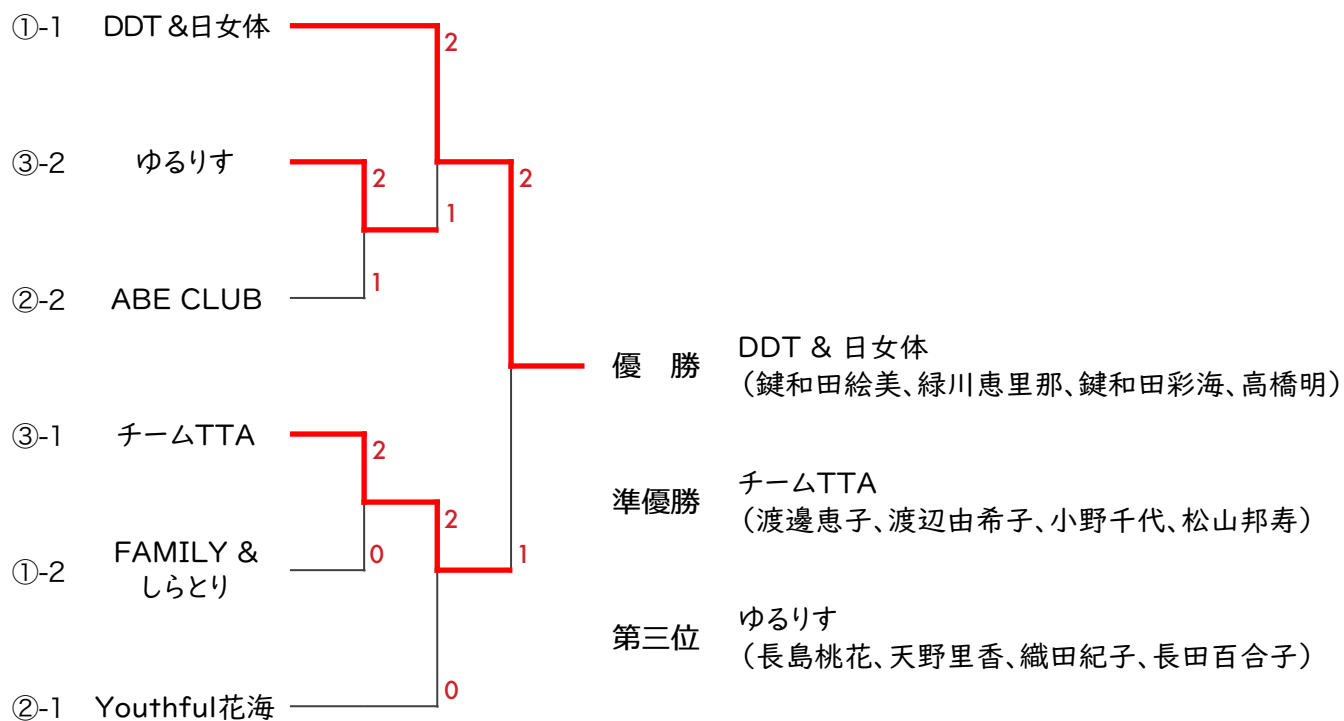 ①-1 DDT &日女体
2
③-2 ゆるりす
2
2
1
1
②-2 ABE CLUB
優　勝
DDT & 日女体
（鍵和田絵美、緑川恵里那、鍵和田彩海、高橋明）
③-1 チームTTA
2
準優勝
チームTTA
（渡邉恵子、渡辺由希子、小野千代、松山邦寿）
2
0
1
①-2 FAMILY &
しらとり
第三位
ゆるりす
（長島桃花、天野里香、織田紀子、長田百合子）
0
②-1 Youthful花海